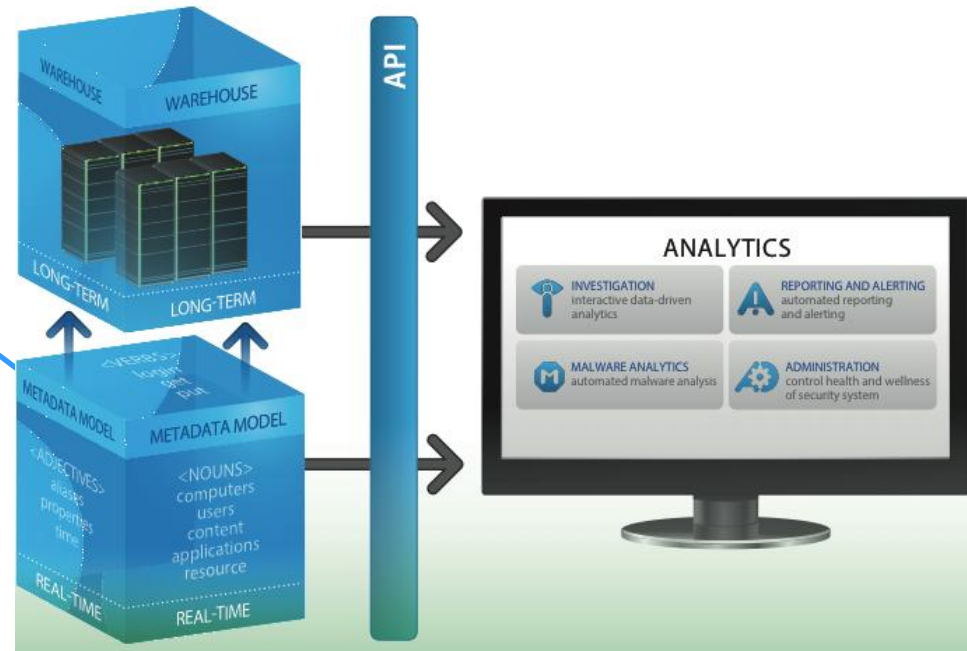 WAREHOUSE
WAREHOUSE
LONG-TERM
LONG-TERM
<VERBS>
login
get
put
METADATA MODEL
METADATA MODEL
<ADJECTIVES>
aliases
properties
time
<NOUNS>
computers
users
content
applications
resource
REAL-TIME
REAL-TIME
API
ANALYTICS
INVESTIGATION
interactive data-driven
analytics
REPORTING AND ALERTING
automated reporting
and alerting
M
MALWARE ANALYTICS
automated malware analysis
ADMINISTRATION
control health and wellness
of security system